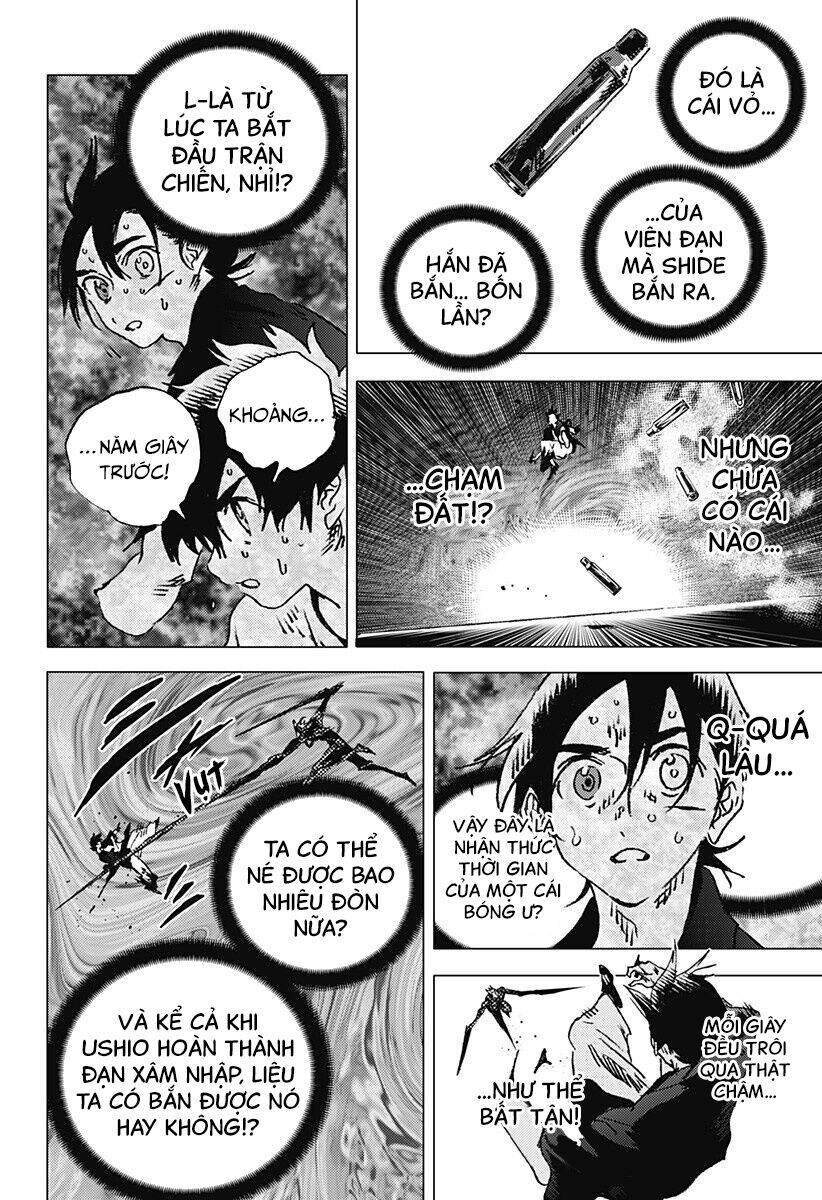 ĐÓ LÀ
CÁI VỎ...
...CỦA
VIÊN ĐẠN
MÀ SHIDE
BẮN RA.
HẮN ĐÃ
BẮN... BỐN
LẦN?
L-LÀ TỪ
LÚC TA BẮT
ĐẦU TRẬN
CHIẾN, NHỈ!?
KHOẢNG...
...NĂM GIÂY
TRƯỚC!
NHƯNG
CHƯA
CÓ CÁI
NÀO...
...CHẠM
ĐẤT!?
Q-QUÁ
LÂU...
VẬY ĐÂY LÀ
NHẬN THỨC
THỜI GIAN
CỦA MỘT CÁI
BÓNG Ư?
VỤT
TA CÓ THỂ
NÉ ĐƯỢC BAO
NHIÊU ĐÒN
NỮA?
VÀ KỂ CẢ KHI
USHIO HOÀN THÀNH
ĐẠN XÂM NHẬP, LIỆU
TA CÓ BẮN ĐƯỢC NÓ
HAY KHÔNG!?
MỖI GIÂY
ĐỀU TRÔI
QUA THẬT
CHẬM...
...NHƯ THỂ
BẤT TẬN!